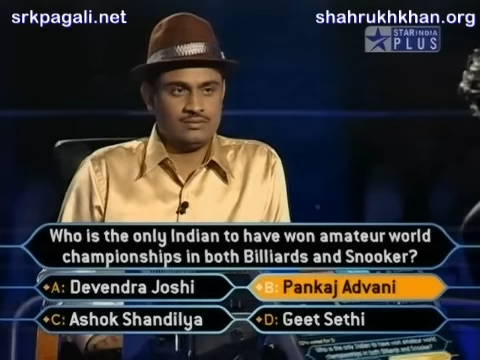 srkpagali.net
shahrukhkhan.org
STAR INDIA
PLUS
Who is the only Indian to have won amateur world
championships in both Billiards and Snooker?
A: Devendra Joshi
B: Pankaj Advani
C: Ashok Shandilya
D: Geet Sethi